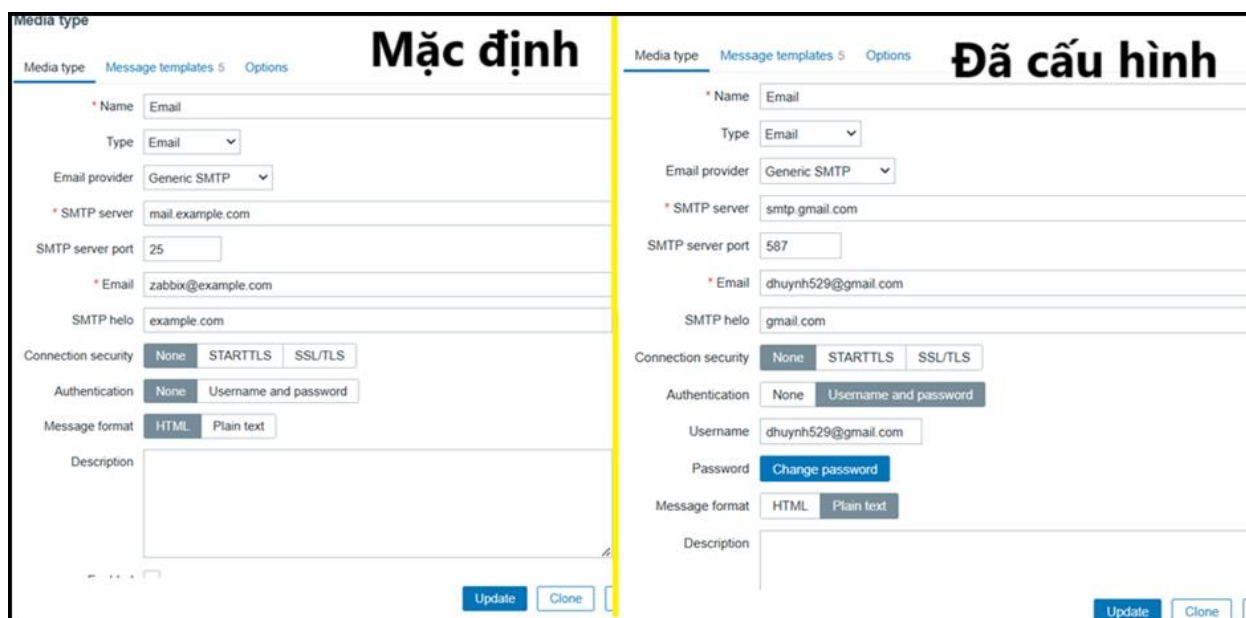 Media type
Mặc định
Media type Message templates 5 Options
* Name Email
Type Email
Email provider Generic SMTP
* SMTP server mail.example.com
SMTP server port 25
* Email zabbix@example.com
SMTP helo example.com
Connection security None STARTTLS SSL/TLS
Authentication None Username and password
Message format HTML Plain text
Description
Update Clone
Đã cấu hình
Media type Message templates 5 Options
* Name Email
Type Email
Email provider Generic SMTP
* SMTP server smtp.gmail.com
SMTP server port 587
* Email dhuynh529@gmail.com
SMTP helo gmail.com
Connection security None STARTTLS SSL/TLS
Authentication None Username and password
Username dhuynh529@gmail.com
Password Change password
Message format HTML Plain text
Description
Update Clone